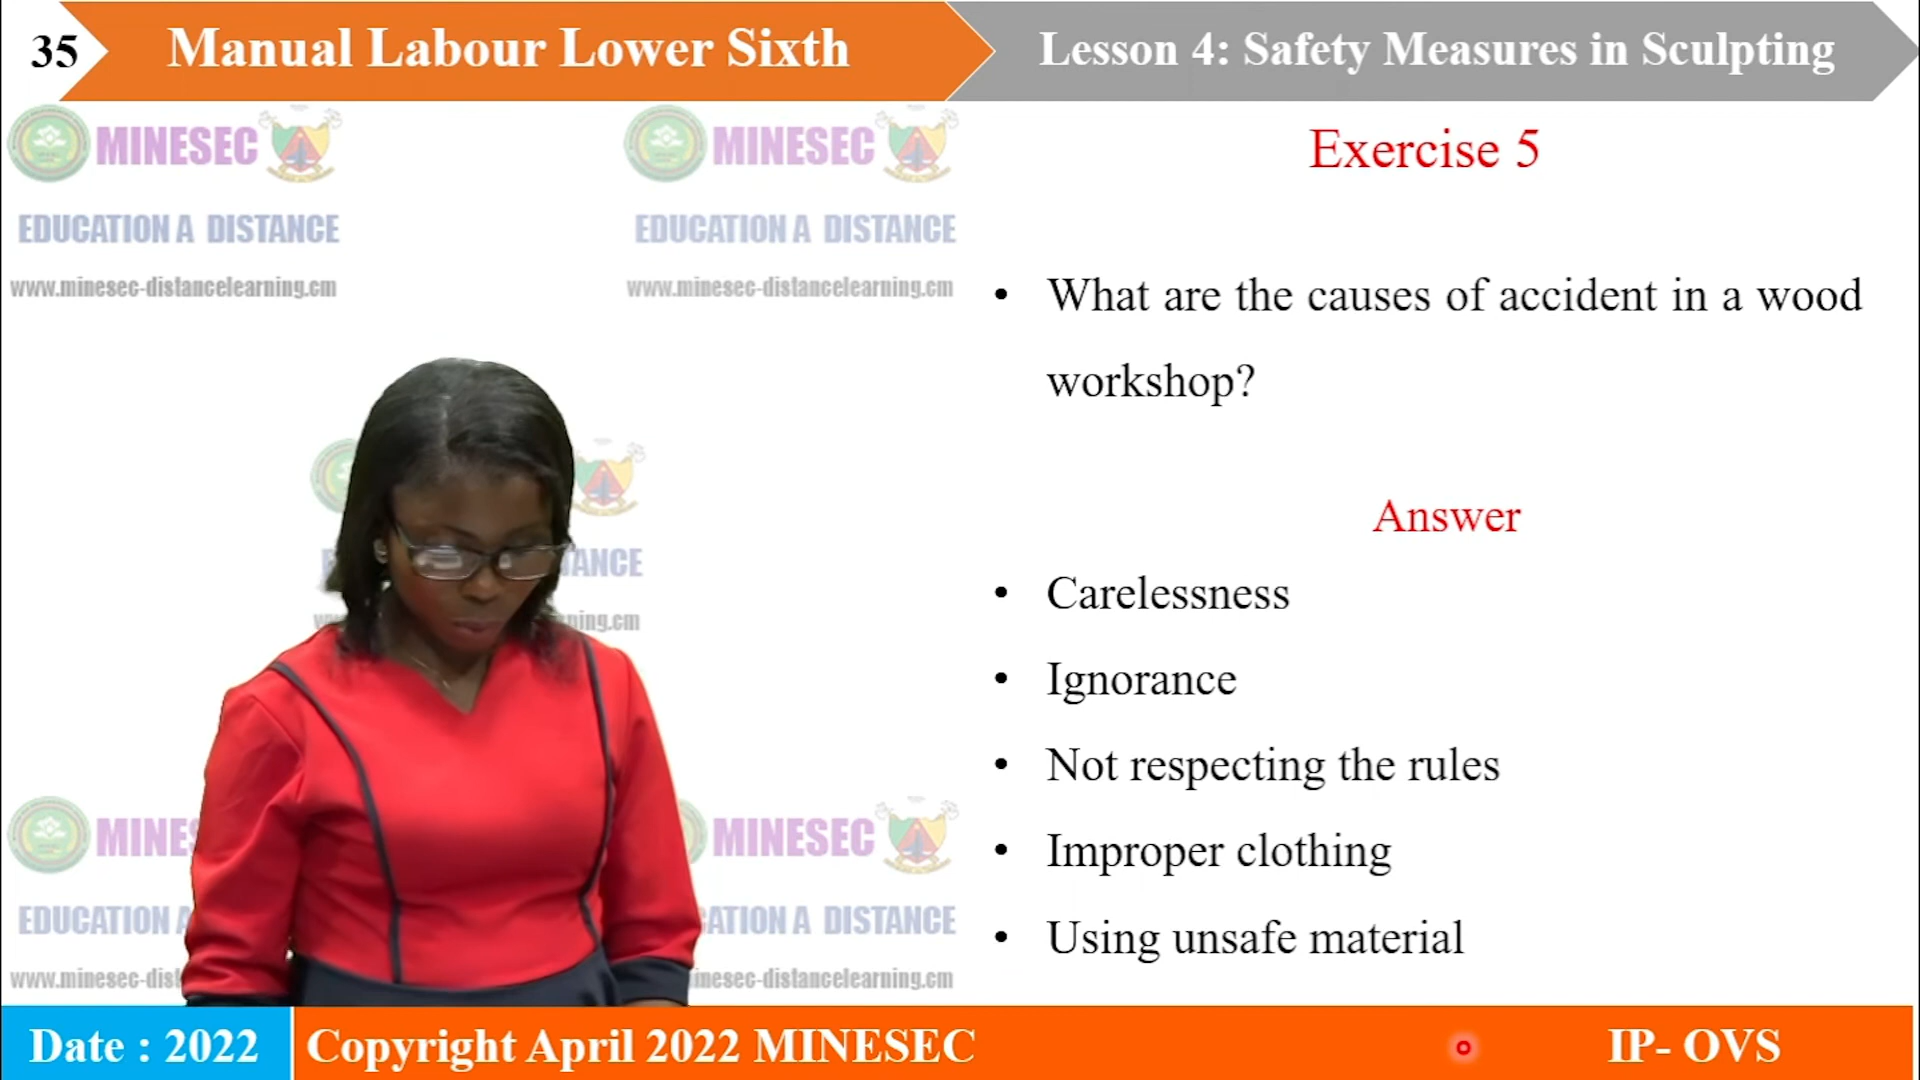 35
Manual Labour Lower Sixth
Lesson 4: Safety Measures in Sculpting
MINESEC
EDUCATION A DISTANCE
www.minesec-distancelearning.cm
MINESEC
EDUCATION A DISTANCE
www.minesec-distancelearning.cm
Exercise 5
• What are the causes of accident in a wood
workshop?
Answer
• Carelessness
• Ignorance
• Not respecting the rules
• Improper clothing
• Using unsafe material
MINESEC
EDUCATION A DISTANCE
Date : 2022
Copyright April 2022 MINESEC
IP- OVS